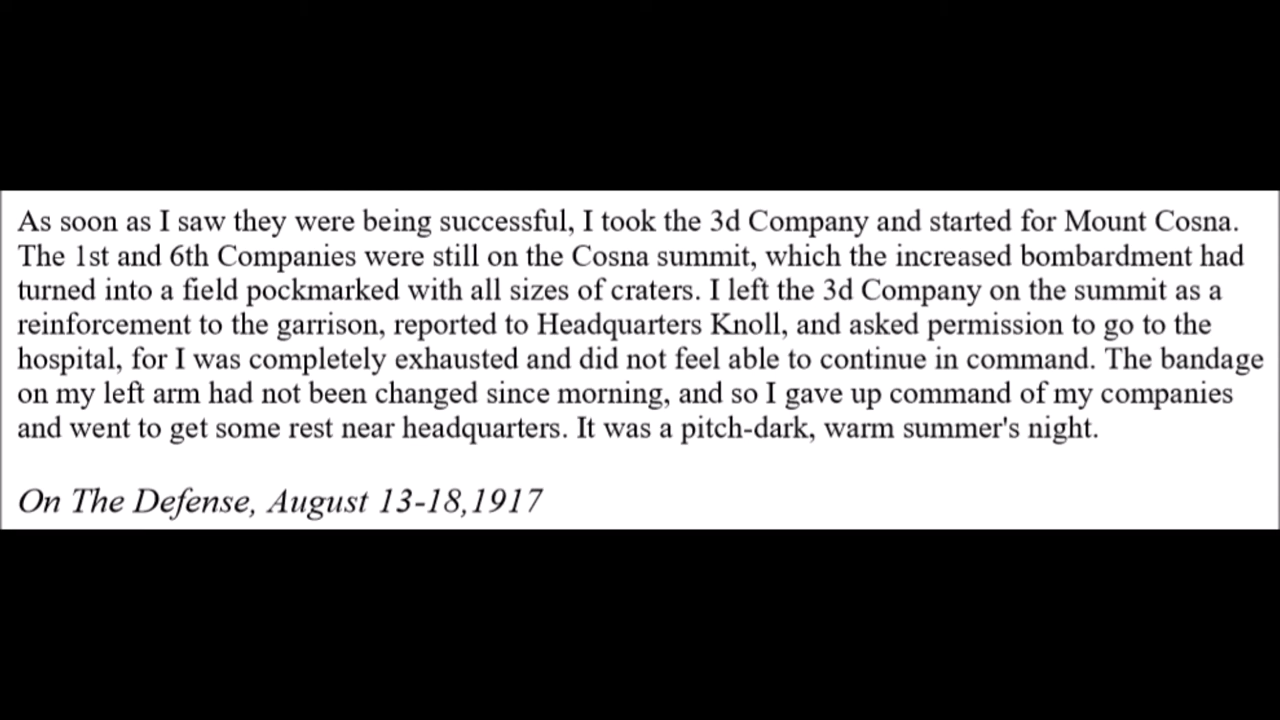 As soon as I saw they were being successful, I took the 3d Company and started for Mount Cosna.
The 1st and 6th Companies were still on the Cosna summit, which the increased bombardment had
turned into a field pockmarked with all sizes of craters. I left the 3d Company on the summit as a
reinforcement to the garrison, reported to Headquarters Knoll, and asked permission to go to the
hospital, for I was completely exhausted and did not feel able to continue in command. The bandage
on my left arm had not been changed since morning, and so I gave up command of my companies
and went to get some rest near headquarters. It was a pitch-dark, warm summer's night.
On The Defense, August 13-18,1917